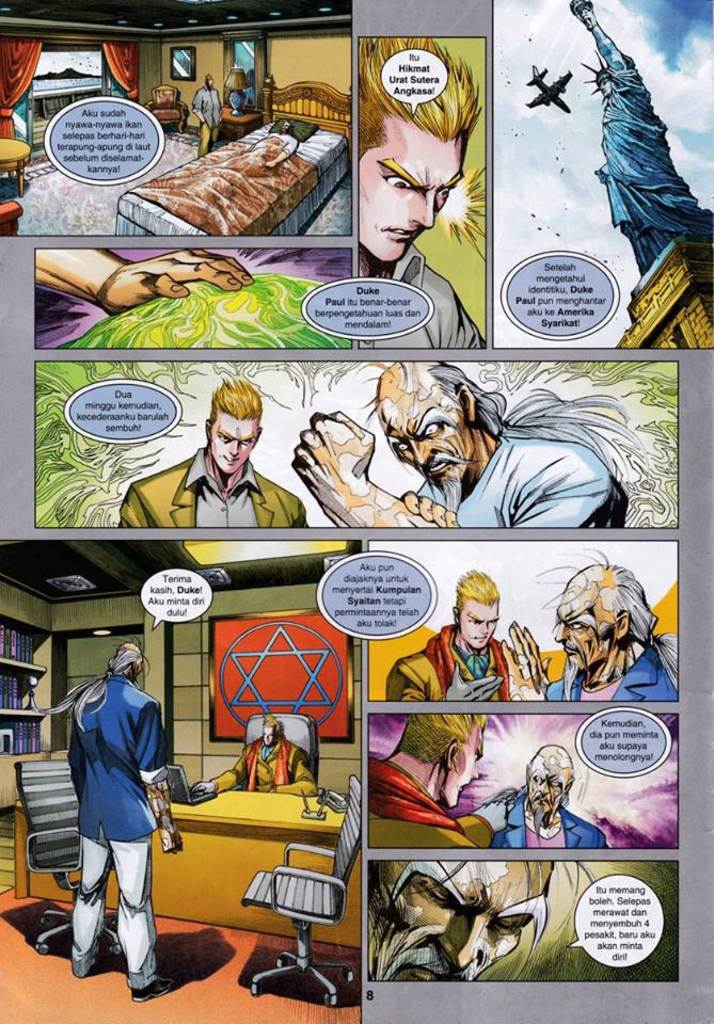 Aku sudah
nyawa-nyawa ikan
selepas berhari-hari
terapung-apung di laut
sebelum diselamat-
kannya!
Itu
Hikmat
Urat Sutera
Angkasa!
Duke
Paul itu benar-benar
berpengetahuan luas dan
mendalam!
Setelah
mengetahui
identitiku, Duke
Paul pun menghantar
aku ke Amerika
Syarikat!
Dua
minggu kemudian,
kecederaanku barulah
sembuh!
Terima
kasih, Duke!
Aku minta diri
dulu!
Aku pun
diajaknya untuk
menyertai Kumpulan
Syaitan tetapi
permintaannya telah
aku tolak!
Kemudian,
dia pun meminta
aku supaya
menolongnya!
Itu memang
boleh. Selepas
merawat dan
menyembuh 4
pesakit, baru aku
akan minta
diri!
8